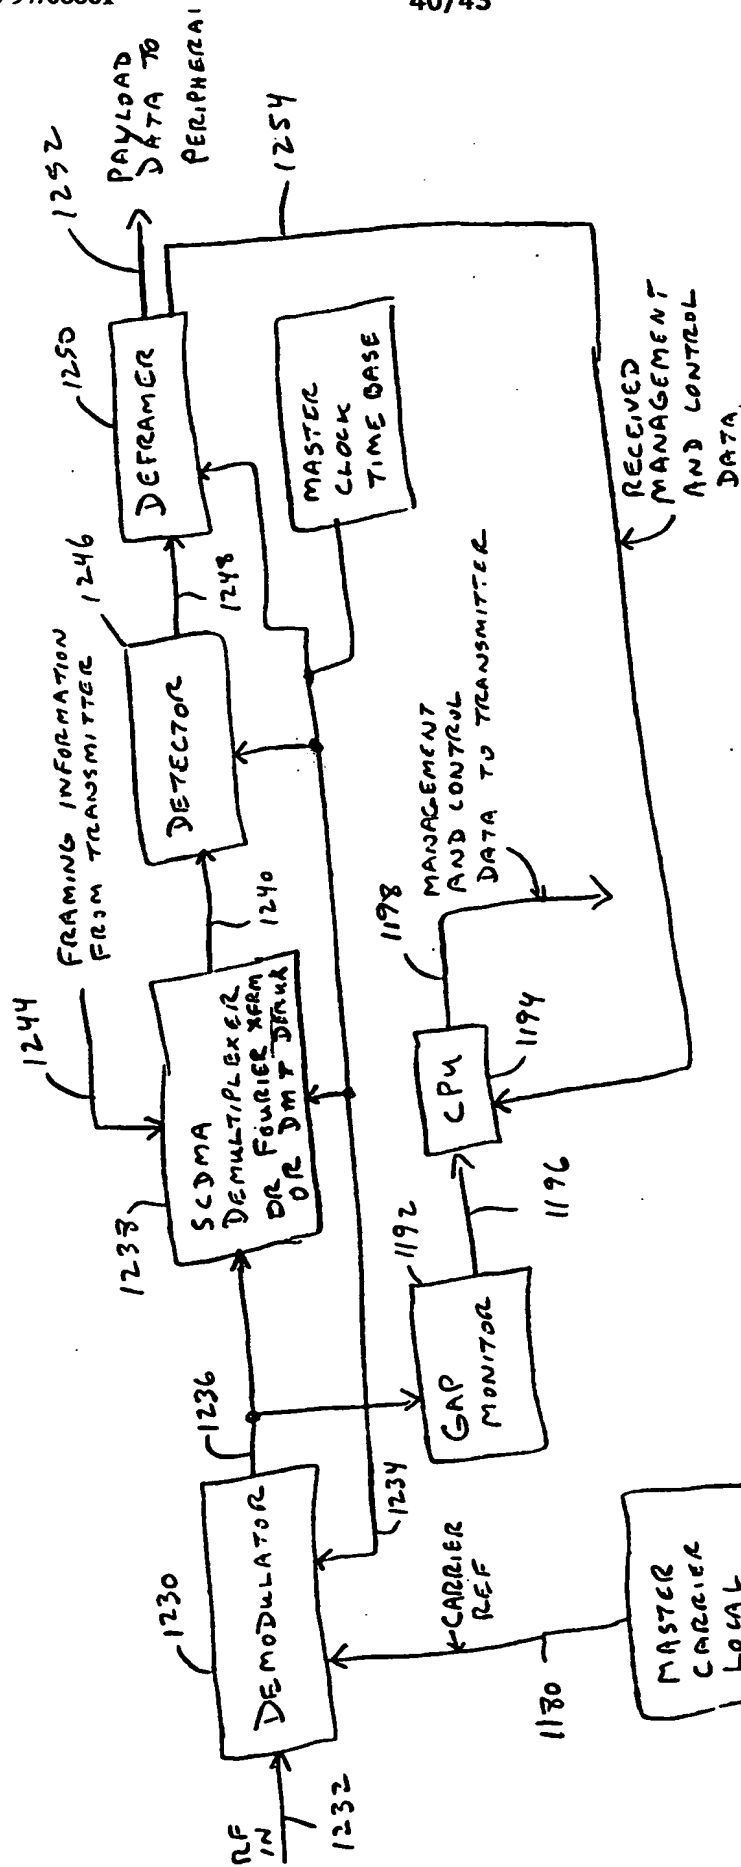 40/43
RF
IN
1232
1230
DEMODULATOR
1236
1234
←CARRIER
REF
1180
MASTER
CARRIER
LOCAL
1238
SCDMA
DEMULTIPLEXER
OR FOURIER XFRM
OR DMT DEMUX
1244
FRAMING INFORMATION
FROM TRANSMITTER
1240
1246
DETECTOR
1248
1250
DEFRAMER
1252
PAYLOAD
DATA TO
PERIPHERAL
1254
MASTER
CLOCK
TIME BASE
1192
GAP
MONITOR
1196
CPU
1194
1198
MANAGEMENT
AND CONTROL
DATA TO TRANSMITTER
RECEIVED
MANAGEMENT
AND CONTROL
DATA